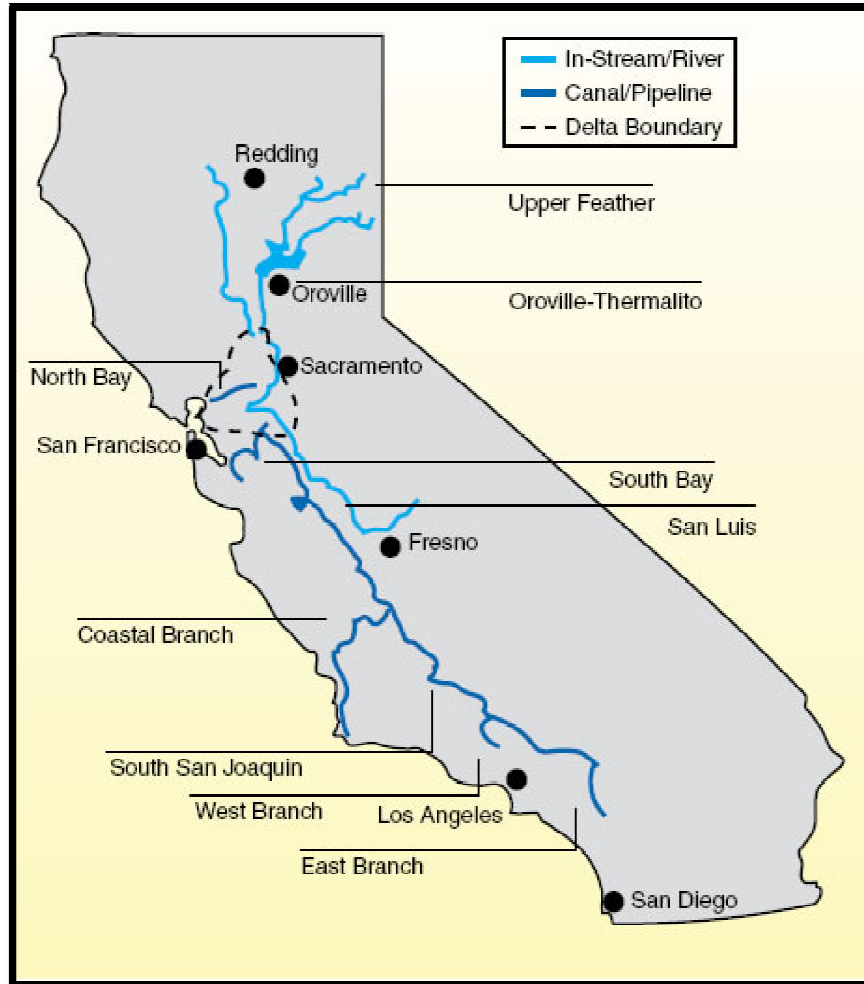 In-Stream/River
Canal/Pipeline
Delta Boundary
Redding
Upper Feather
Oroville
Oroville-Thermalito
Sacramento
North Bay
San Francisco
South Bay
San Luis
Fresno
Coastal Branch
South San Joaquin
West Branch
Los Angeles
East Branch
San Diego